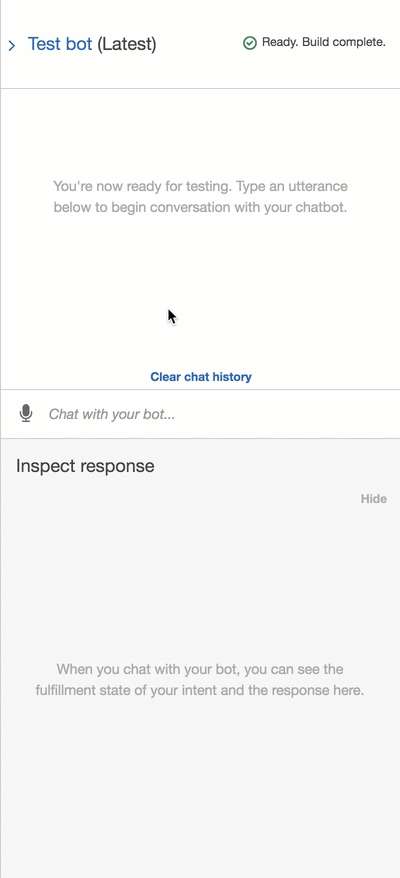 Test bot (Latest)
Ready. Build complete.
You're now ready for testing. Type an utterance
below to begin conversation with your chatbot.
Clear chat history
Chat with your bot...
Inspect response
Hide
When you chat with your bot, you can see the
fulfillment state of your intent and the response here.